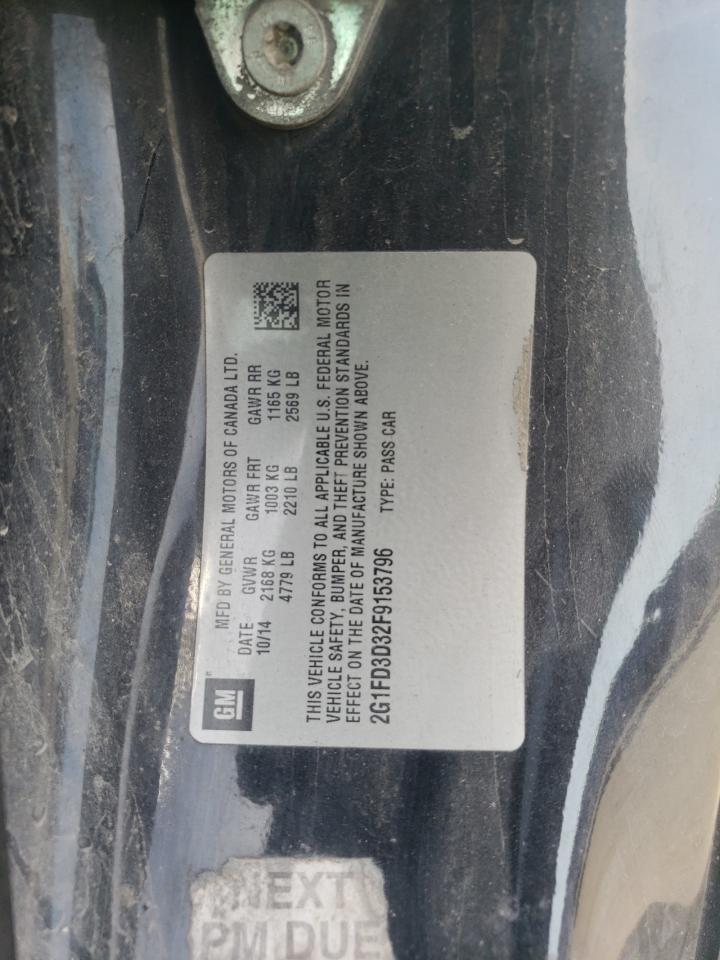 GM
MFD BY GENERAL MOTORS OF CANADA LTD.
DATE GVWR GAWR FRT GAWR RR
10/14 2168 KG 1003 KG 1165 KG
4779 LB 2210 LB 2569 LB
THIS VEHICLE CONFORMS TO ALL APPLICABLE U.S. FEDERAL MOTOR
VEHICLE SAFETY, BUMPER, AND THEFT PREVENTION STANDARDS IN
EFFECT ON THE DATE OF MANUFACTURE SHOWN ABOVE.
2G1FD3D32F9153796 TYPE: PASS CAR
NEXT
PM DUE